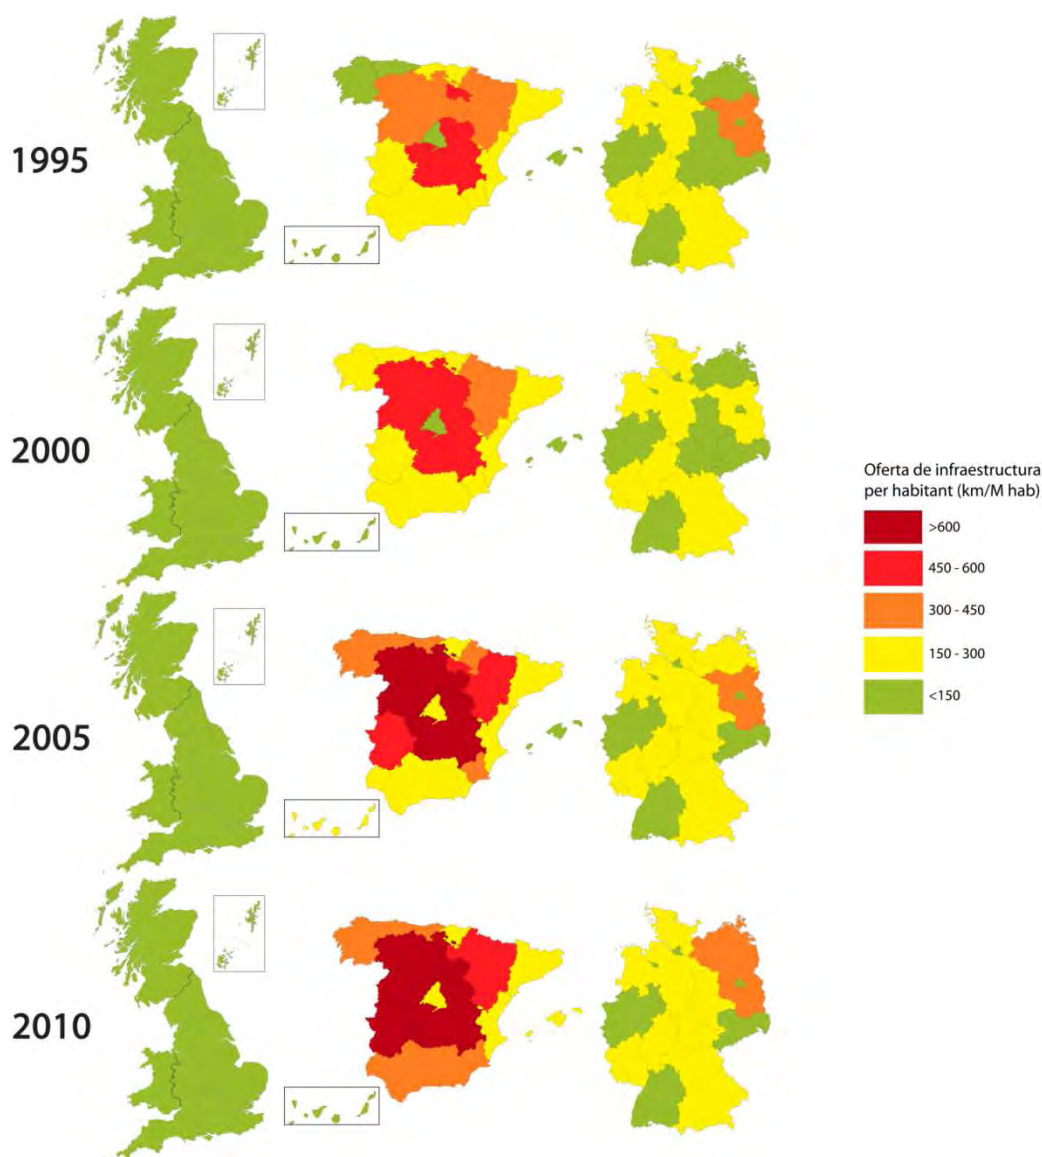 1995
2000
Oferta de infraestructura
per habitant (km/M hab)
>600
450 - 600
300 - 450
150 - 300
<150
2005
2010